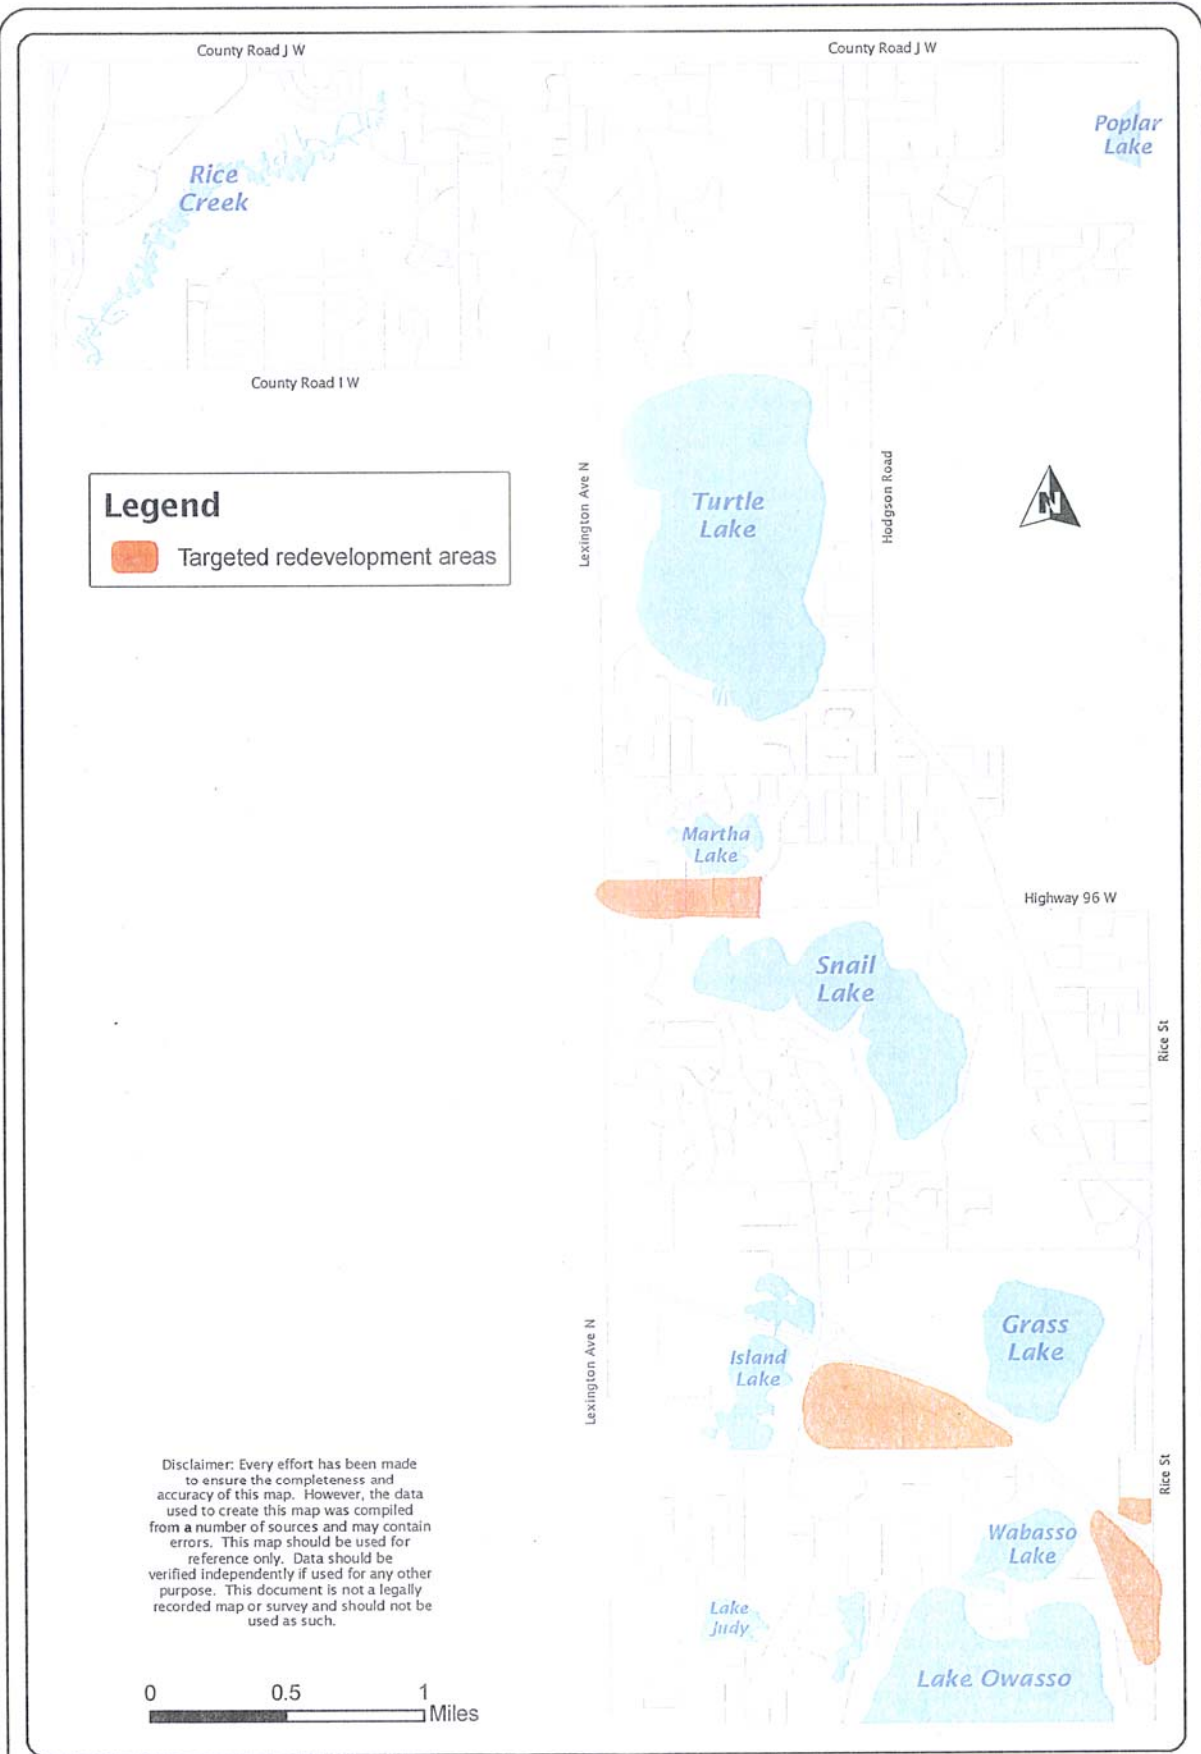 County Road J W
County Road J W
Poplar
Lake
Rice
Creek
County Road I W
Legend
Targeted redevelopment areas
Lexington Ave N
Turtle
Lake
Hodgson Road
N
Martha
Lake
Highway 96 W
Snail
Lake
Rice St
Grass
Lake
Island
Lake
Lexington Ave N
Rice St
Disclaimer: Every effort has been made
to ensure the completeness and
accuracy of this map. However, the data
used to create this map was compiled
from a number of sources and may contain
errors. This map should be used for
reference only. Data should be
verified independently if used for any other
purpose. This document is not a legally
recorded map or survey and should not be
used as such.
Wabasso
Lake
Lake
Judy
Lake Owasso
0 0.5 1
Miles